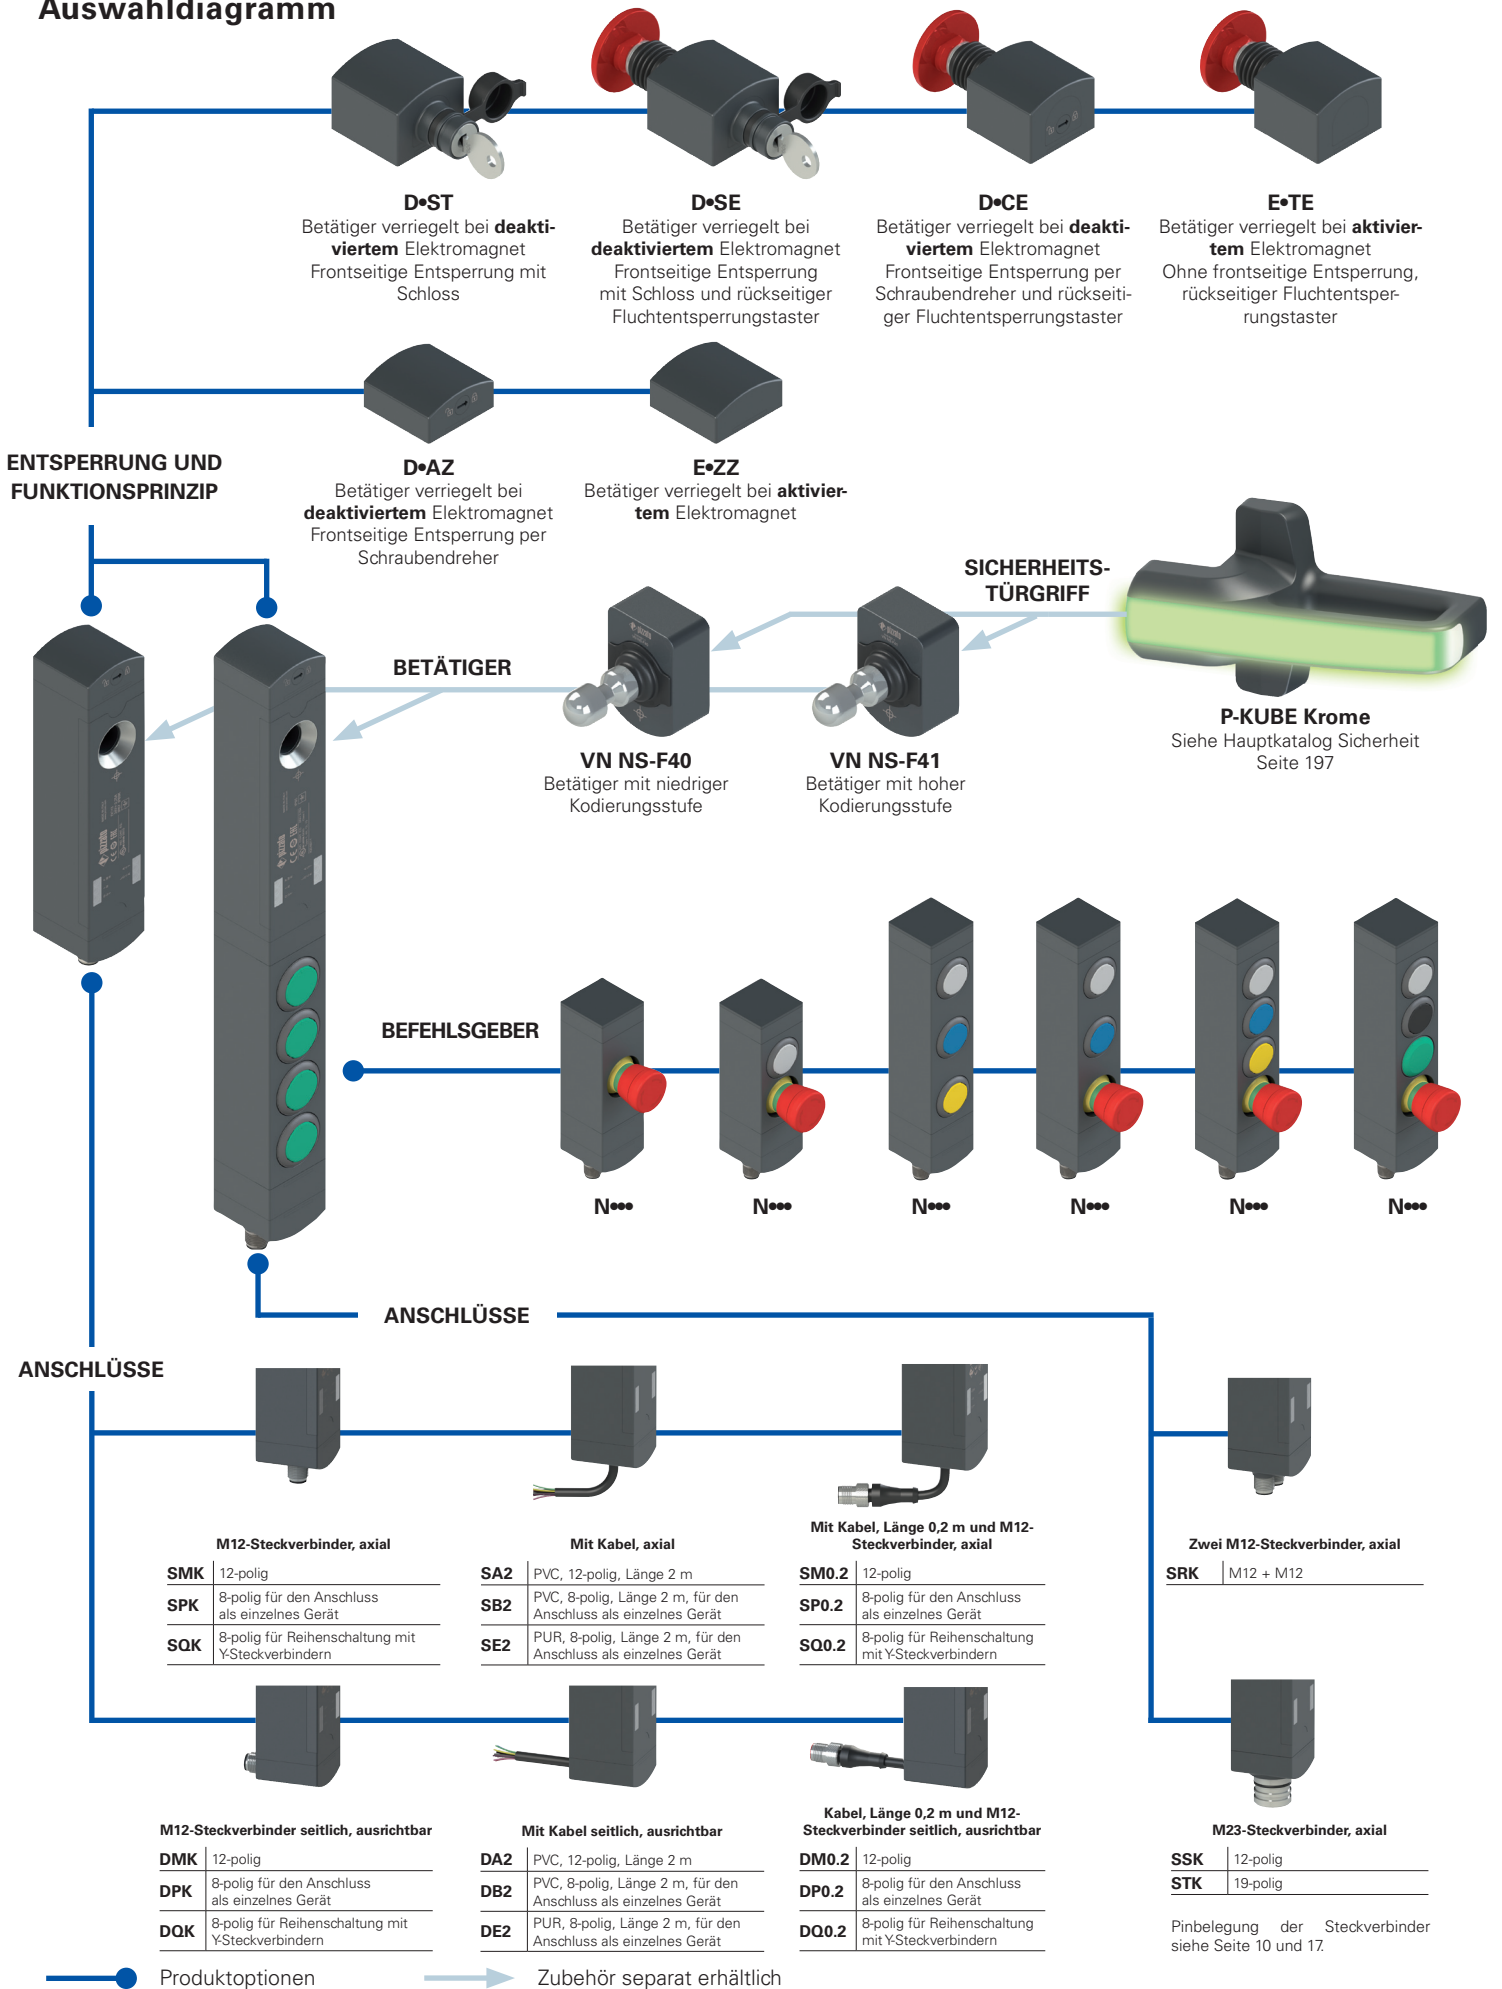 Auswahldiagramm
D•ST
Betätiger verriegelt bei deakti-
viertem Elektromagnet
Frontseitige Entsperrung mit
Schloss
D•SE
Betätiger verriegelt bei
deaktiviertem Elektromagnet
Frontseitige Entsperrung
mit Schloss und rückseitiger
Fluchtentsperrungstaster
D•CE
Betätiger verriegelt bei deakti-
viertem Elektromagnet
Frontseitige Entsperrung per
Schraubendreher und rückseiti-
ger Fluchtentsperrungstaster
E•TE
Betätiger verriegelt bei aktivier-
tem Elektromagnet
Ohne frontseitige Entsperrung,
rückseitiger Fluchtentsper-
rungstaster
D•AZ
Betätiger verriegelt bei
deaktiviertem Elektromagnet
Frontseitige Entsperrung per
Schraubendreher
E•ZZ
Betätiger verriegelt bei aktivier-
tem Elektromagnet
ENTSPERRUNG UND
FUNKTIONSPRINZIP
SICHERHEITS-
TÜRGRIFF
BETÄTIGER
P-KUBE Krome
Siehe Hauptkatalog Sicherheit
Seite 197
VN NS-F40
Betätiger mit niedriger
Kodierungsstufe
VN NS-F41
Betätiger mit hoher
Kodierungsstufe
pizzato
pizzato
BEFEHLSGEBER
N••• N••• N••• N••• N••• N•••
ANSCHLÜSSE
ANSCHLÜSSE
M12-Steckverbinder, axial
SMK 12-polig
SPK 8-polig für den Anschluss
als einzelnes Gerät
SQK 8-polig für Reihenschaltung mit
Y-Steckverbindern
Mit Kabel, axial
SA2 PVC, 12-polig, Länge 2 m
SB2 PVC, 8-polig, Länge 2 m, für den
Anschluss als einzelnes Gerät
SE2 PUR, 8-polig, Länge 2 m, für den
Anschluss als einzelnes Gerät
Mit Kabel, Länge 0,2 m und M12-
Steckverbinder, axial
SM0.2 12-polig
SP0.2 8-polig für den Anschluss
als einzelnes Gerät
SQ0.2 8-polig für Reihenschaltung
mit Y-Steckverbindern
Zwei M12-Steckverbinder, axial
SRK M12 + M12
M12-Steckverbinder seitlich, ausrichtbar
DMK 12-polig
DPK 8-polig für den Anschluss
als einzelnes Gerät
DQK 8-polig für Reihenschaltung mit
Y-Steckverbindern
Mit Kabel seitlich, ausrichtbar
DA2 PVC, 12-polig, Länge 2 m
DB2 PVC, 8-polig, Länge 2 m, für den
Anschluss als einzelnes Gerät
DE2 PUR, 8-polig, Länge 2 m, für den
Anschluss als einzelnes Gerät
Kabel, Länge 0,2 m und M12-
Steckverbinder seitlich, ausrichtbar
DM0.2 12-polig
DP0.2 8-polig für den Anschluss
als einzelnes Gerät
DQ0.2 8-polig für Reihenschaltung
mit Y-Steckverbindern
M23-Steckverbinder, axial
SSK 12-polig
STK 19-polig
Pinbelegung der Steckverbinder
siehe Seite 10 und 17.
Produktoptionen
Zubehör separat erhältlich